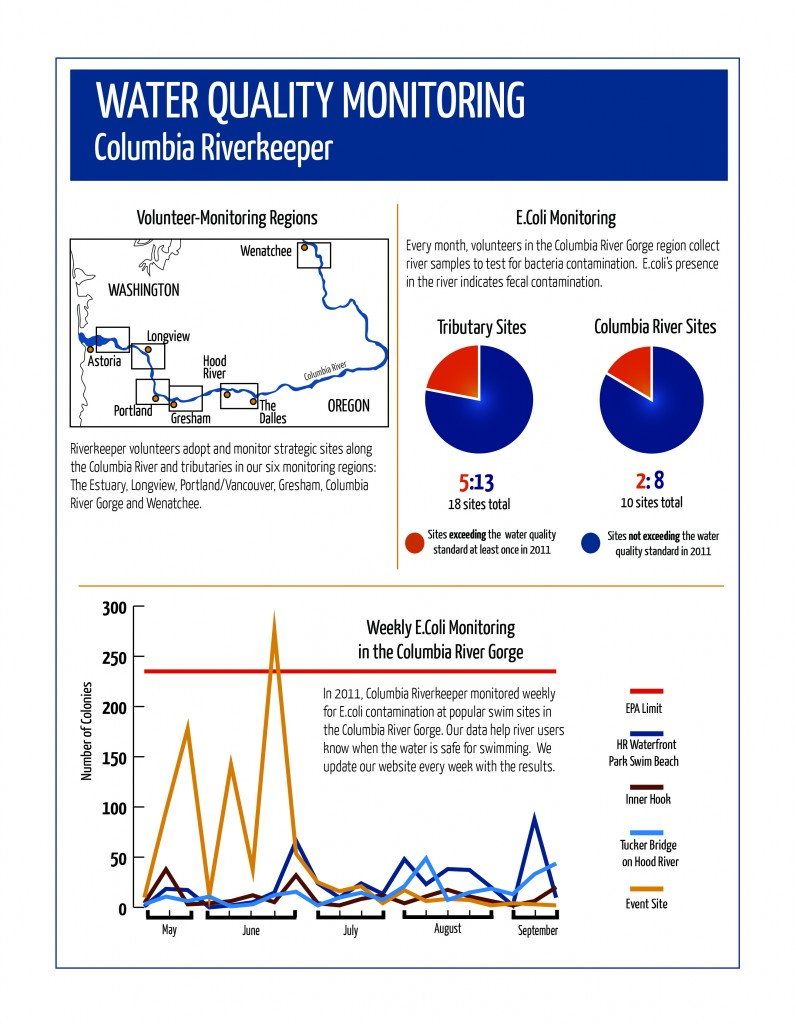 WATER QUALITY MONITORING
Columbia Riverkeeper
Volunteer-Monitoring Regions
Wenatchee
WASHINGTON
Longview
Astoria
Hood
River
Columbia River
Portland
Gresham
The
Dalles
OREGON
Riverkeeper volunteers adopt and monitor strategic sites along
the Columbia River and tributaries in our six monitoring regions:
The Estuary, Longview, Portland/Vancouver, Gresham, Columbia
River Gorge and Wenatchee.
E.Coli Monitoring
Every month, volunteers in the Columbia River Gorge region collect
river samples to test for bacteria contamination. E.coli's presence
in the river indicates fecal contamination.
Tributary Sites
Columbia River Sites
5:13
2: 8
18 sites total
10 sites total
Sites exceeding the water quality
standard at least once in 2011
Sites not exceeding the water
quality standard in 2011
Weekly E.Coli Monitoring
in the Columbia River Gorge
In 2011, Columbia Riverkeeper monitored weekly
for E.coli contamination at popular swim sites in
the Columbia River Gorge. Our data help river users
know when the water is safe for swimming. We
update our website every week with the results.
Number of Colonies
300
250
200
150
100
50
0
May
June
July
August
September
EPA Limit
HR Waterfront
Park Swim Beach
Inner Hook
Tucker Bridge
on Hood River
Event Site